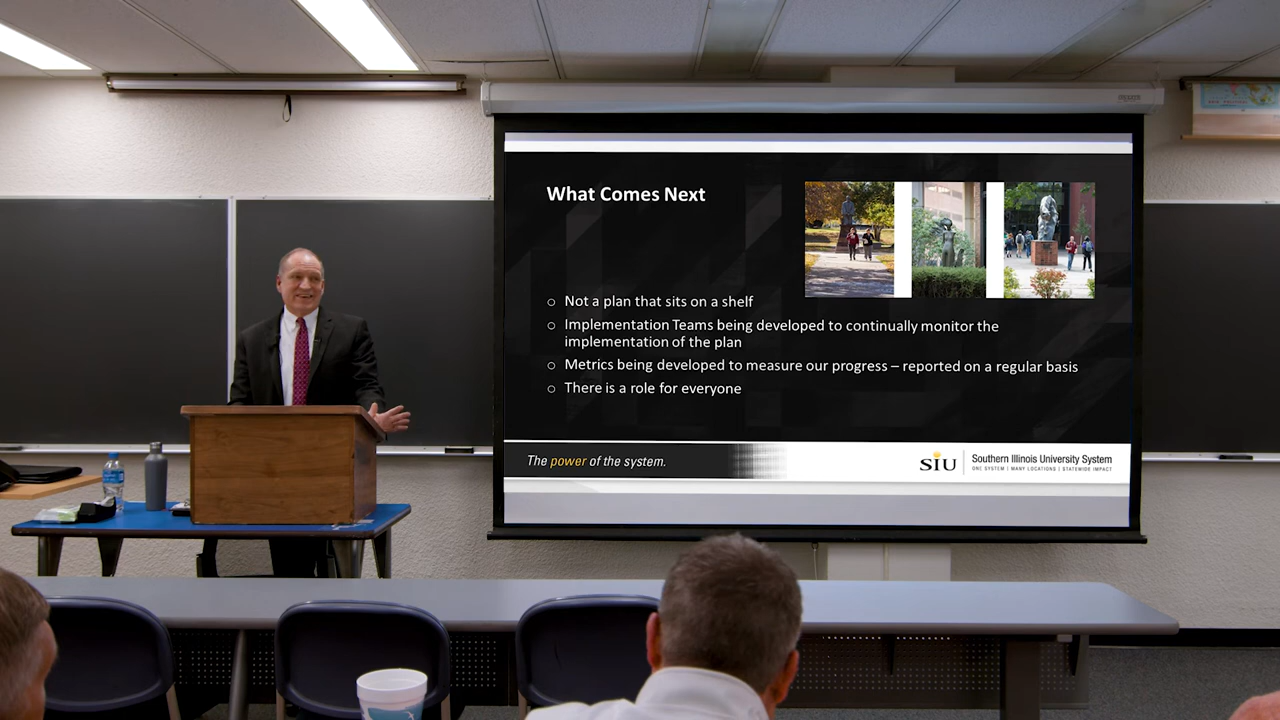 What Comes Next
○ Not a plan that sits on a shelf
○ Implementation Teams being developed to continually monitor the
implementation of the plan
○ Metrics being developed to measure our progress – reported on a regular basis
○ There is a role for everyone
The power of the system.
SIU
Southern Illinois University System
ONE SYSTEM | MANY LOCATIONS | STATEWIDE IMPACT